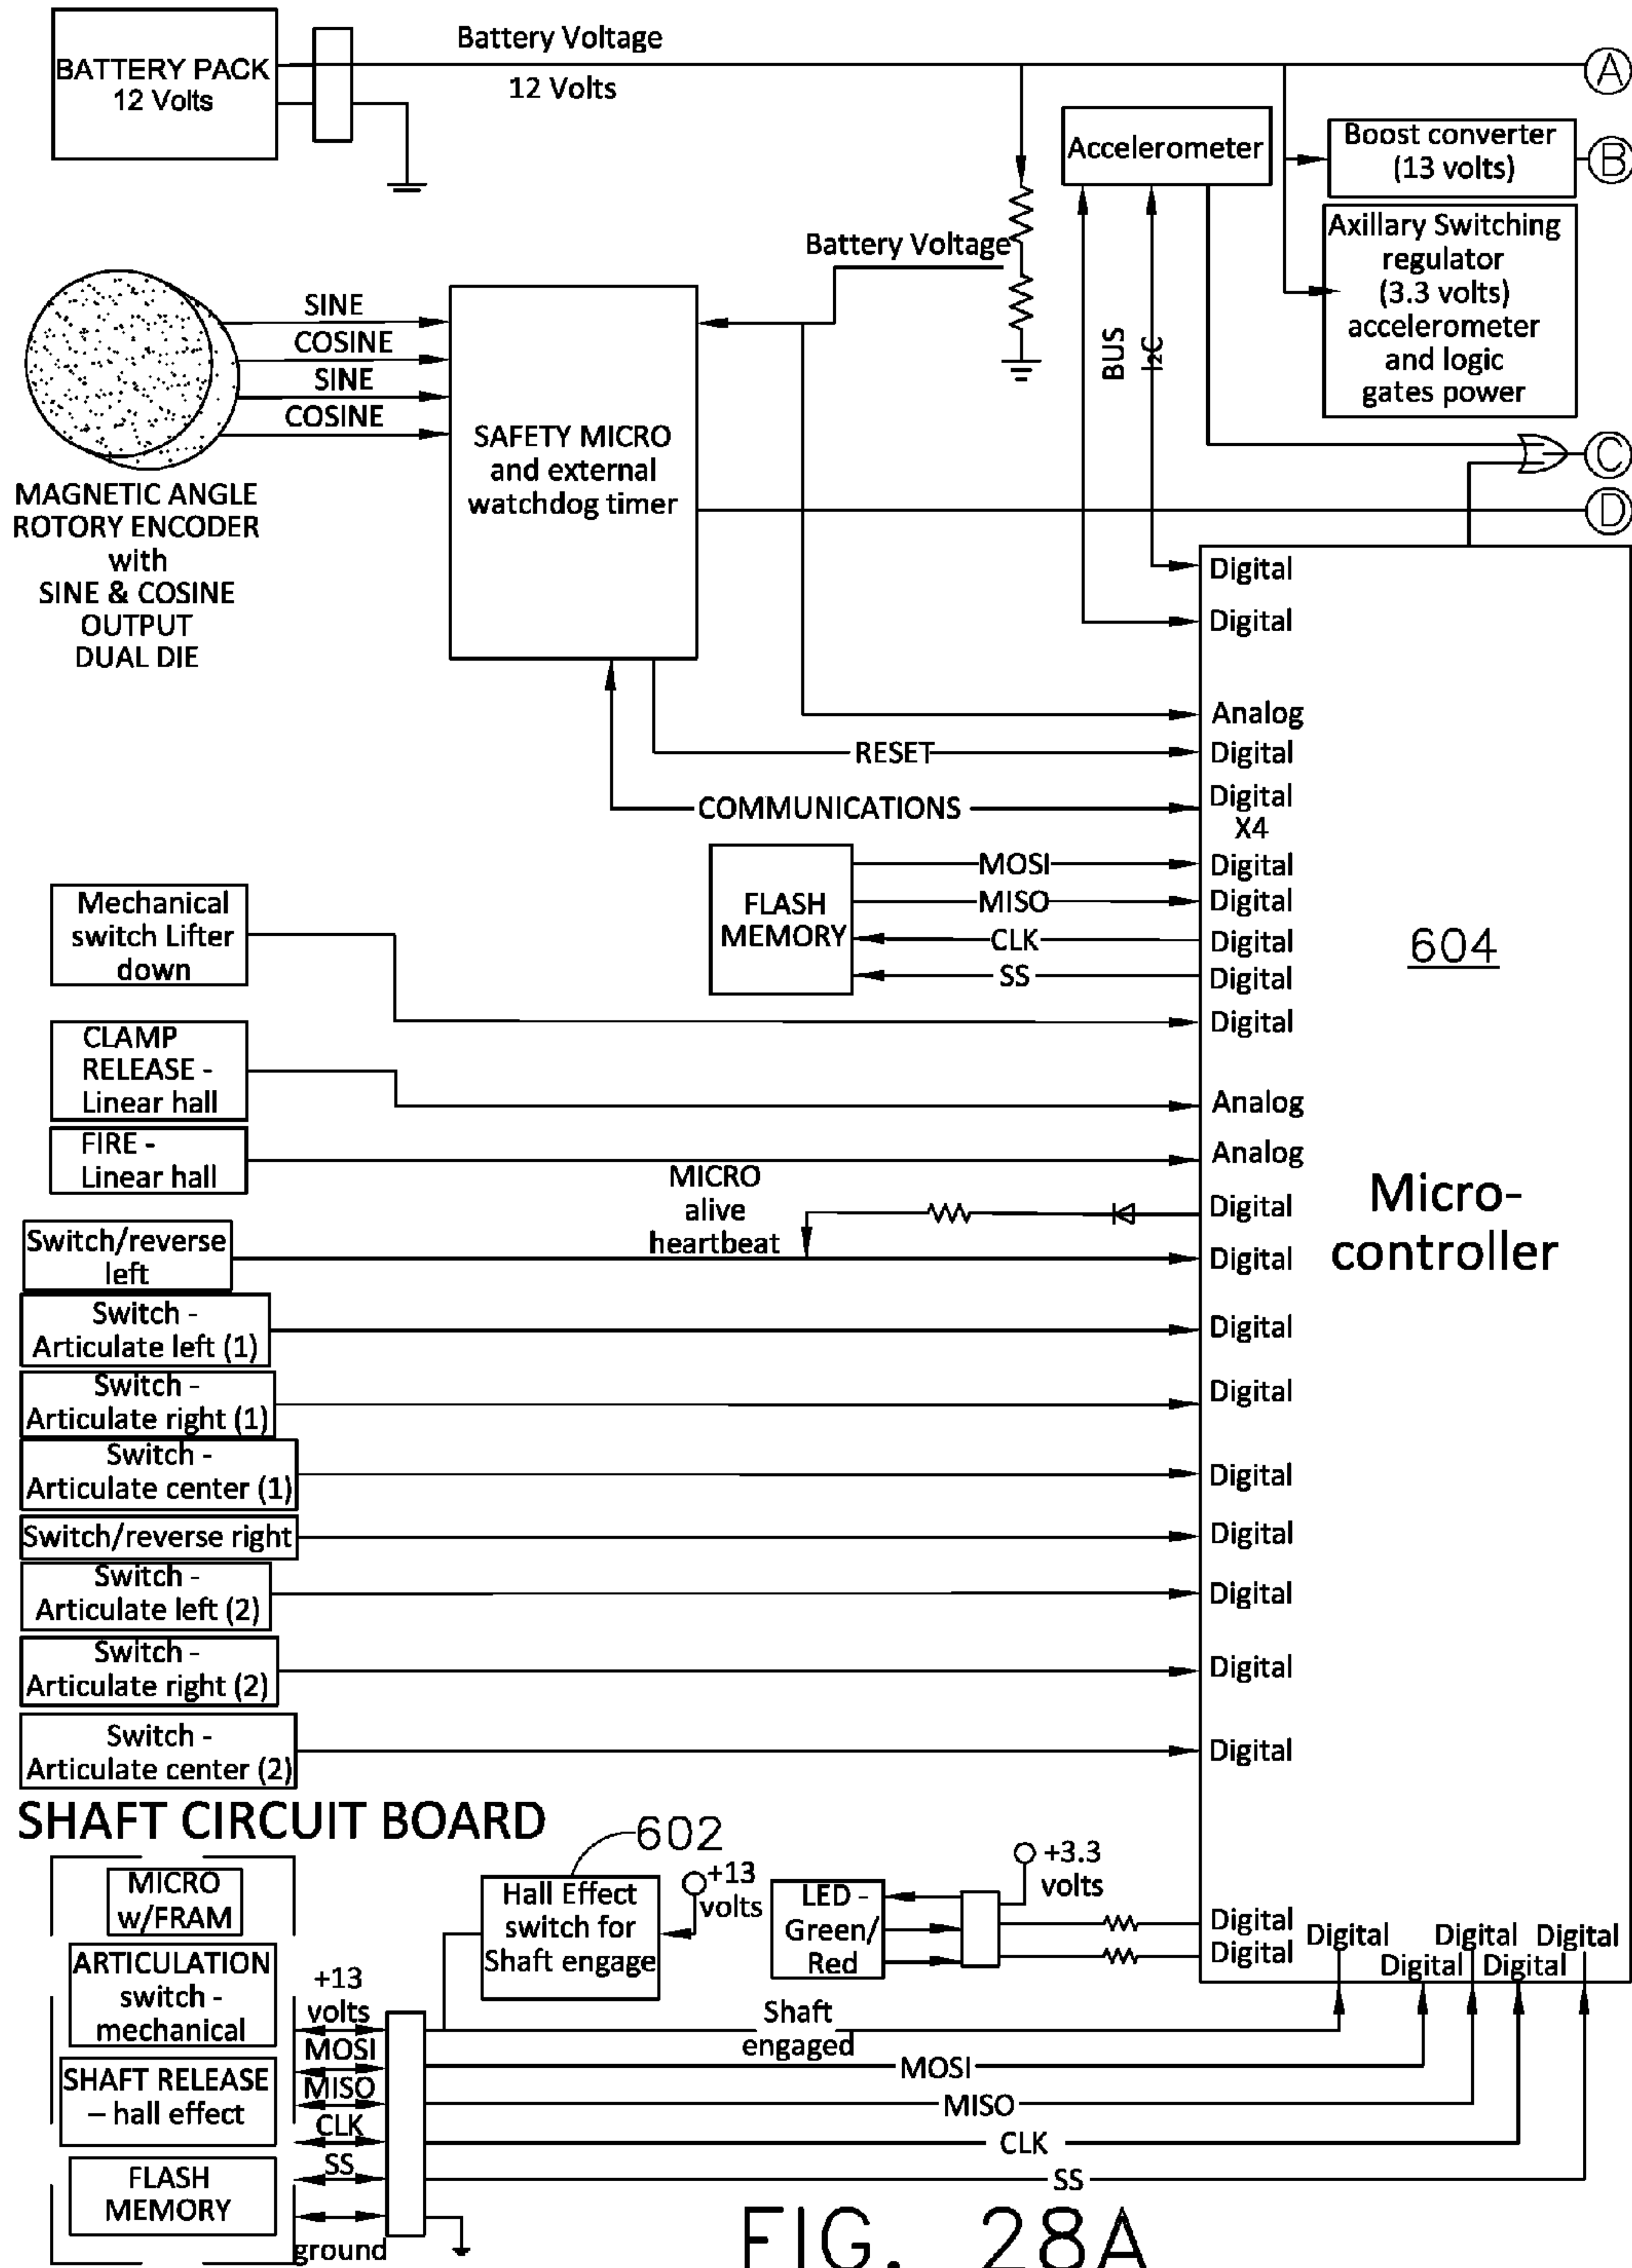 BATTERY PACK
12 Volts
Battery Voltage
12 Volts
A
Accelerometer
Boost converter
(13 volts)
B
Axillary Switching
regulator
(3.3 volts)
accelerometer
and logic
gates power
Battery Voltage
BUS
I2C
SINE
COSINE
SINE
COSINE
SAFETY MICRO
and external
watchdog timer
C
D
MAGNETIC ANGLE
ROTORY ENCODER
with
SINE & COSINE
OUTPUT
DUAL DIE
Digital
Digital
Analog
RESET
Digital
COMMUNICATIONS
Digital
X4
FLASH
MEMORY
MOSI
Digital
MISO
Digital
CLK
Digital
SS
Digital
604
Micro-
controller
Mechanical
switch Lifter
down
Digital
CLAMP
RELEASE -
Linear hall
Analog
FIRE -
Linear hall
Analog
MICRO
alive
heartbeat
Digital
Switch/reverse
left
Digital
Switch -
Articulate left (1)
Digital
Switch -
Articulate right (1)
Digital
Switch -
Articulate center (1)
Digital
Switch/reverse right
Digital
Switch -
Articulate left (2)
Digital
Switch -
Articulate right (2)
Digital
Switch -
Articulate center (2)
Digital
SHAFT CIRCUIT BOARD
MICRO
w/FRAM
ARTICULATION
switch -
mechanical
SHAFT RELEASE
– hall effect
FLASH
MEMORY
+13
volts
MOSI
MISO
CLK
SS
ground
602
Hall Effect
switch for
Shaft engage
+13
volts
LED -
Green/
Red
+3.3
volts
Digital
Digital
Digital
Digital
Digital
Digital
Digital
Shaft
engaged
MOSI
MISO
CLK
SS
FIG. 28A